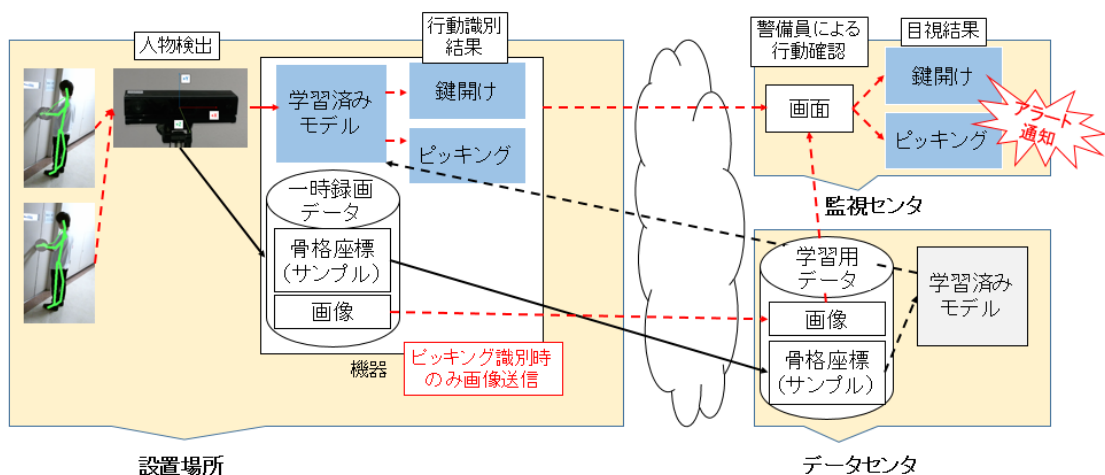 人物検出
行動識別
結果
学習済み
モデル
鍵開け
ピッキング
一時録画
データ
骨格座標
(サンプル)
画像
機器
ピッキング識別時
のみ画像送信
設置場所
警備員による
行動確認
目視結果
画面
鍵開け
ピッキング
アラート
通知
監視センタ
学習用
データ
画像
骨格座標
(サンプル)
学習済み
モデル
データセンタ